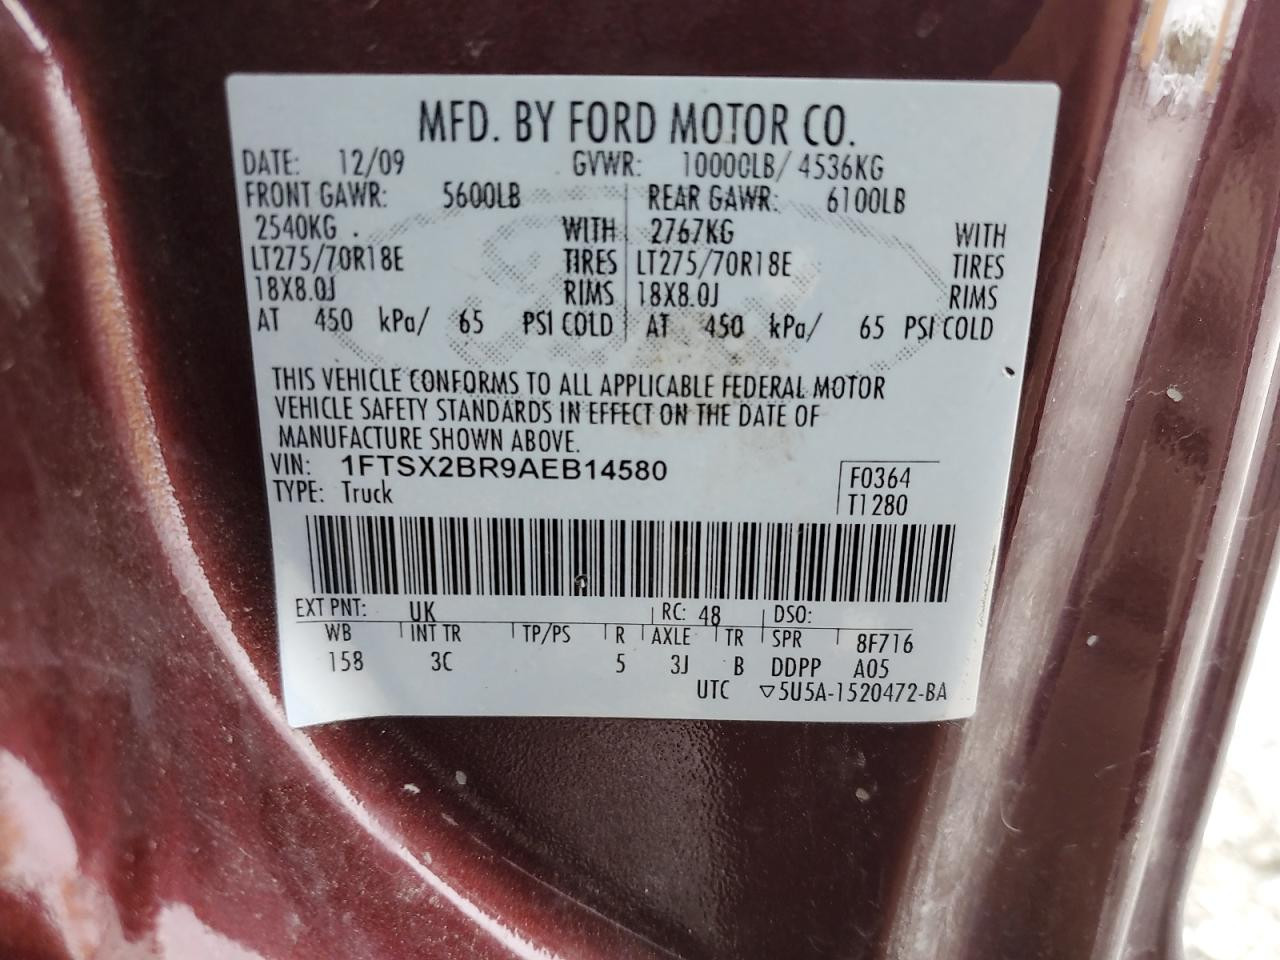 MFD. BY FORD MOTOR CO.
DATE: 12/09 GVWR: 10000LB/ 4536KG
FRONT GAWR: 5600LB REAR GAWR: 6100LB
2540KG WITH 2767KG WITH
LT275/70R18E TIRES LT275/70R18E TIRES
18X8.0J RIMS 18X8.0J RIMS
AT 450 kPa/ 65 PSI COLD AT 450 kPa/ 65 PSI COLD
THIS VEHICLE CONFORMS TO ALL APPLICABLE FEDERAL MOTOR
VEHICLE SAFETY STANDARDS IN EFFECT ON THE DATE OF
MANUFACTURE SHOWN ABOVE.
VIN: 1FTSX2BR9AEB14580 F0364
TYPE: Truck T1280
EXT PNT: UK RC: 48 DSO:
WB INT TR TP/PS R AXLE TR SPR 8F716
158 3C 5 3J B DDPP A05
UTC ▽5U5A-1520472-BA